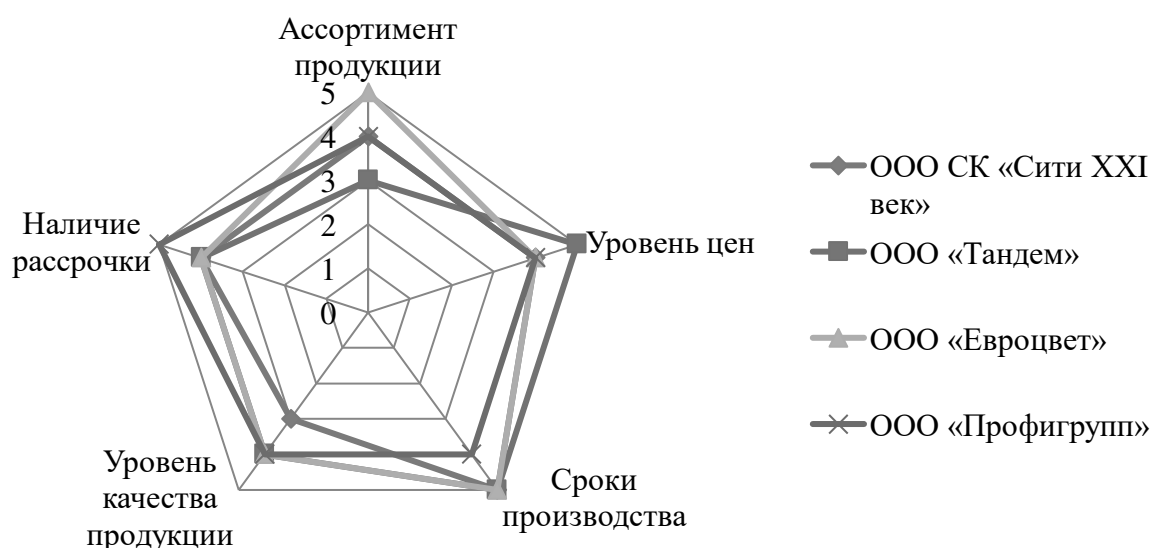 Ассортимент
продукции
5
4
3
2
1
0
Уровень цен
Сроки
производства
Уровень
качества
продукции
Наличие
рассрочки
ООО СК «Сити XXI
век»
ООО «Тандем»
ООО «Евроцвет»
ООО «Профигрупп»